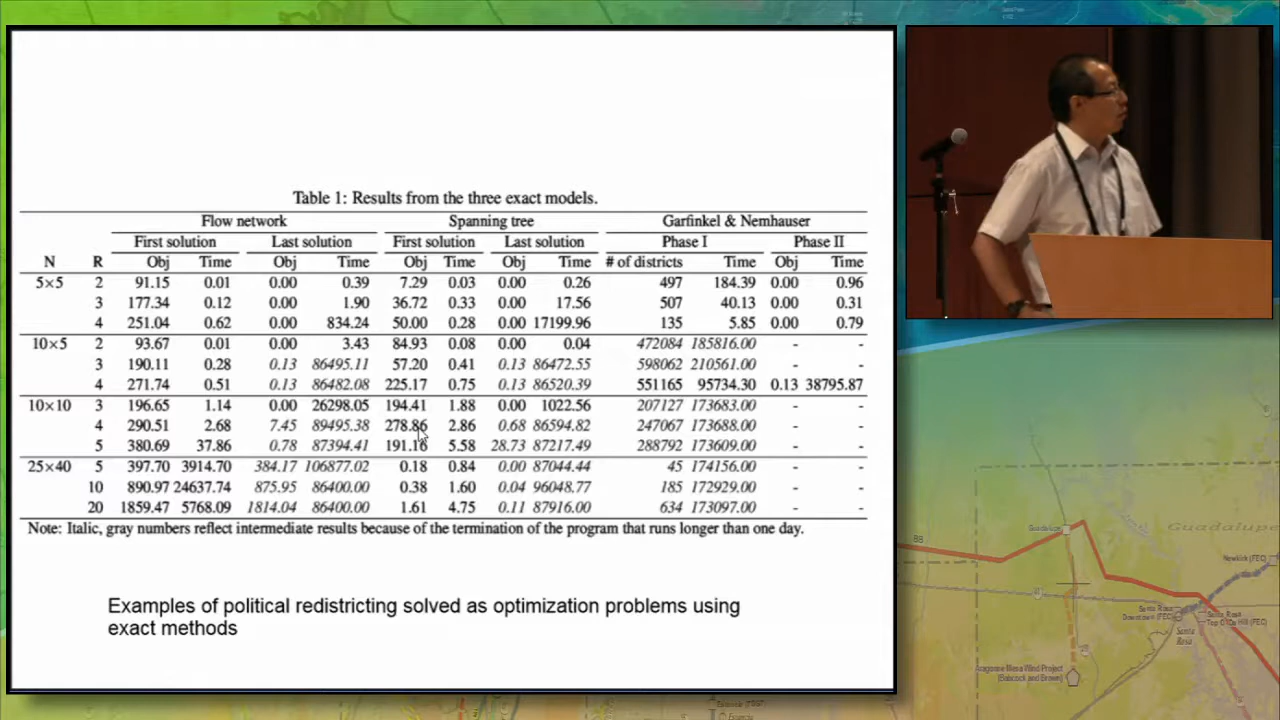 Table 1: Results from the three exact models.
Flow network Spanning tree Garfinkel & Nemhauser
First solution Last solution First solution Last solution Phase I Phase II
N R Obj Time Obj Time Obj Time Obj Time # of districts Time Obj Time
5×5 2 91.15 0.01 0.00 0.39 7.29 0.03 0.00 0.26 497 184.39 0.00 0.96
3 177.34 0.12 0.00 1.90 36.72 0.33 0.00 17.56 507 40.13 0.00 0.31
4 251.04 0.62 0.00 834.24 50.00 0.28 0.00 17199.96 135 5.85 0.00 0.79
10×5 2 93.67 0.01 0.00 3.43 84.93 0.08 0.00 0.04 472084 185816.00 - -
3 190.11 0.28 0.13 86495.11 57.20 0.41 0.13 86472.55 598062 210561.00 - -
4 271.74 0.51 0.13 86482.08 225.17 0.75 0.13 86520.39 551165 95734.30 0.13 38795.87
10×10 3 196.65 1.14 0.00 26298.05 194.41 1.88 0.00 1022.56 207127 173683.00 - -
4 290.51 2.68 7.45 89495.38 278.86 2.86 0.68 86594.82 247067 173688.00 - -
5 380.69 37.86 0.78 87394.41 191.16 5.58 28.73 87217.49 288792 173609.00 - -
25×40 5 397.70 3914.70 384.17 106877.02 0.18 0.84 0.00 87044.44 45 174156.00 - -
10 890.97 24637.74 875.95 86400.00 0.38 1.60 0.04 96048.77 185 172929.00 - -
20 1859.47 5768.09 1814.04 86400.00 1.61 4.75 0.11 87916.00 634 173097.00 - -
Note: Italic, gray numbers reflect intermediate results because of the termination of the program that runs longer than one day.
Examples of political redistricting solved as optimization problems using
exact methods
Guadalupe
Newkirk (FEC)
Santa Rosa
Downtown (FEC)
Santa
Rosa
Aragonne Mesa Wind Project
(Babcock and Brown)